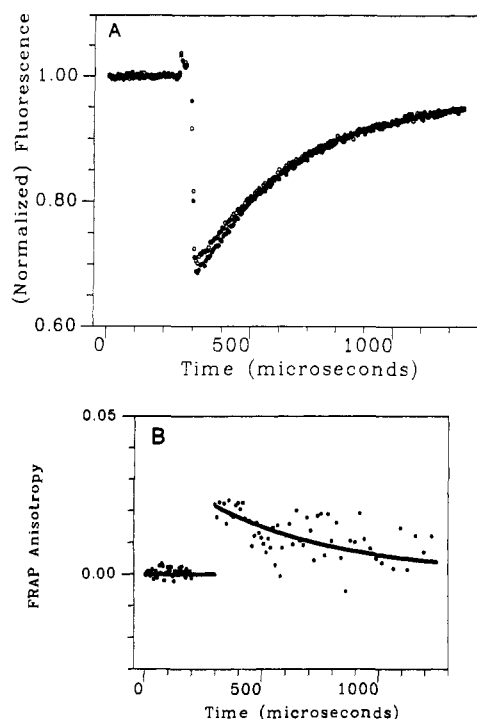 A
(Normalized) Fluorescence
1.00
0.80
0.60
0
500
1000
Time (microseconds)
B
FRAP Anisotropy
0.05
0.00
0
500
1000
Time (microseconds)